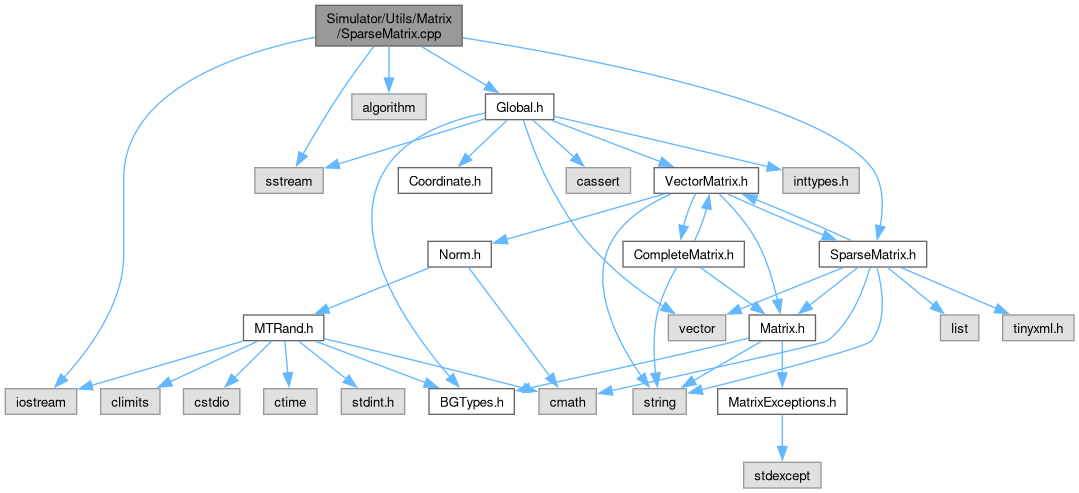 Simulator/Utils/Matrix
/SparseMatrix.cpp
algorithm
Global.h
sstream
Coordinate.h
cassert
VectorMatrix.h
inttypes.h
Norm.h
CompleteMatrix.h
SparseMatrix.h
MTRand.h
vector
Matrix.h
list
tinyxml.h
iostream
climits
cstdio
ctime
stdint.h
BGTypes.h
cmath
string
MatrixExceptions.h
stdexcept